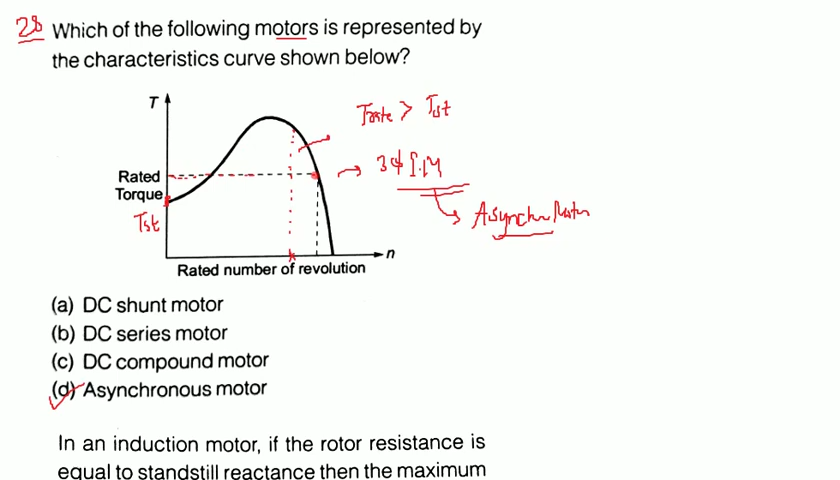 28 Which of the following motors is represented by
the characteristics curve shown below?
T
Trate > Tst
Rated
Torque
3ϕ I.M
Tst
Asynchr Motor
n
Rated number of revolution
(a) DC shunt motor
(b) DC series motor
(c) DC compound motor
(d) Asynchronous motor
In an induction motor, if the rotor resistance is
equal to standstill reactance then the maximum